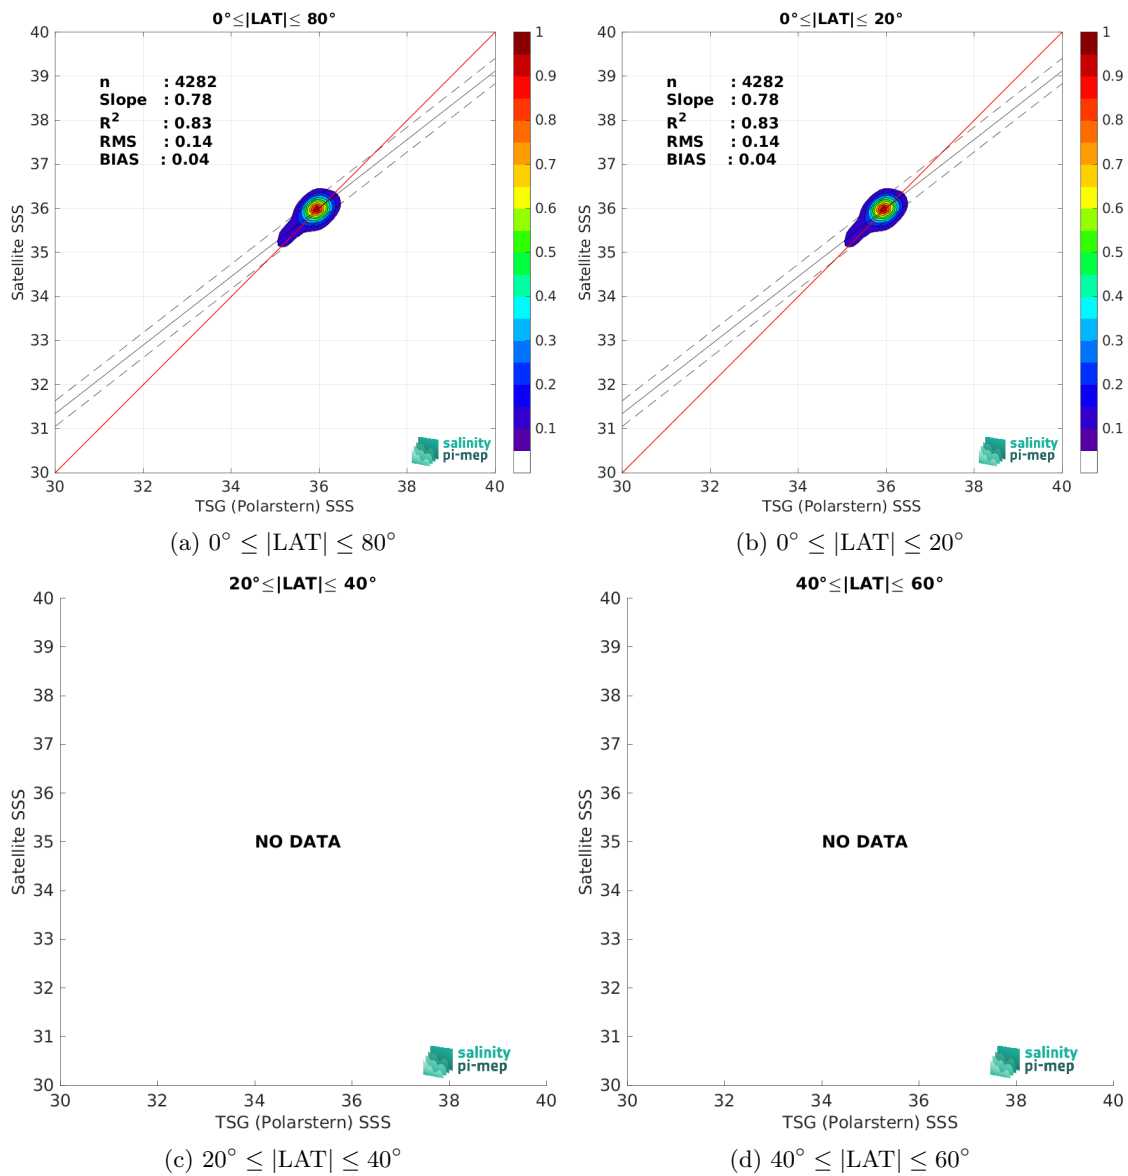 0°≤|LAT|≤ 80°
40
39
38
37
36
35
34
33
32
31
30
Satellite SSS
n : 4282
Slope : 0.78
R² : 0.83
RMS : 0.14
BIAS : 0.04
salinity
pi-mep
30 32 34 36 38 40
TSG (Polarstern) SSS
1
0.9
0.8
0.7
0.6
0.5
0.4
0.3
0.2
0.1
(a) 0° ≤ |LAT| ≤ 80°
0°≤|LAT|≤ 20°
40
39
38
37
36
35
34
33
32
31
30
Satellite SSS
n : 4282
Slope : 0.78
R² : 0.83
RMS : 0.14
BIAS : 0.04
salinity
pi-mep
30 32 34 36 38 40
TSG (Polarstern) SSS
1
0.9
0.8
0.7
0.6
0.5
0.4
0.3
0.2
0.1
(b) 0° ≤ |LAT| ≤ 20°
20°≤|LAT|≤ 40°
40
39
38
37
36
35
34
33
32
31
30
Satellite SSS
NO DATA
salinity
pi-mep
30 32 34 36 38 40
TSG (Polarstern) SSS
(c) 20° ≤ |LAT| ≤ 40°
40°≤|LAT|≤ 60°
40
39
38
37
36
35
34
33
32
31
30
Satellite SSS
NO DATA
salinity
pi-mep
30 32 34 36 38 40
TSG (Polarstern) SSS
(d) 40° ≤ |LAT| ≤ 60°